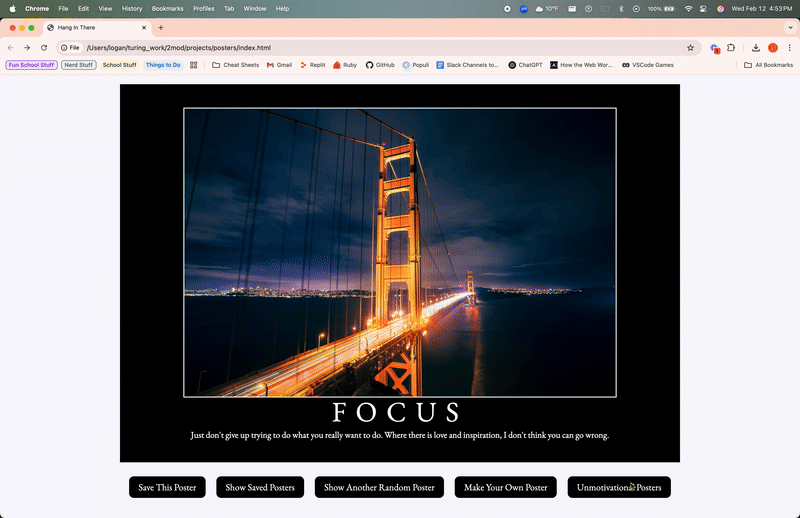 Chrome File Edit View History Bookmarks Profiles Tab Window Help 10°F 100% Wed Feb 12 4:53 PM
Hang In There
File /Users/logan/turing_work/2mod/projects/posters/index.html
Fun School Stuff Nerd Stuff School Stuff Things to Do Cheat Sheets Gmail Replit Ruby GitHub Populi Slack Channels to... ChatGPT How the Web Wor... VSCode Games All Bookmarks
FOCUS
Just don't give up trying to do what you really want to do. Where there is love and inspiration, I don't think you can go wrong.
Save This Poster Show Saved Posters Show Another Random Poster Make Your Own Poster Unmotivational Posters